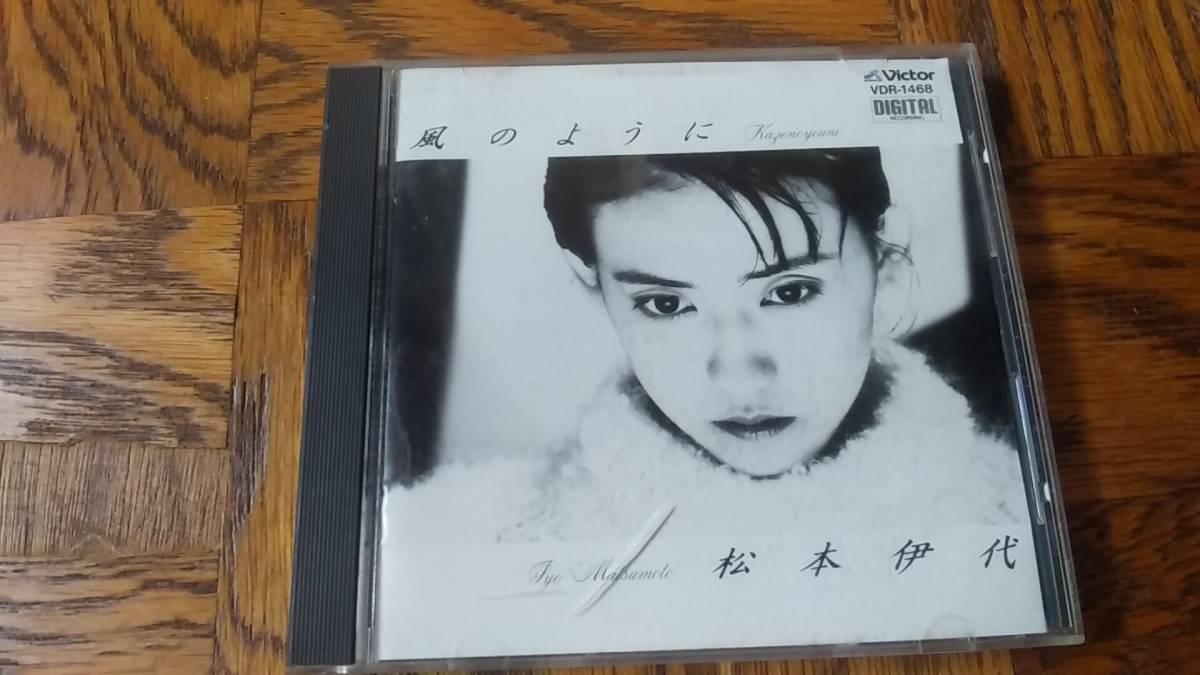 Victor
VDR-1468
DIGITAL
RECORDING
風のように Kazenoyouni
Iyo Matsumoto 松本伊代